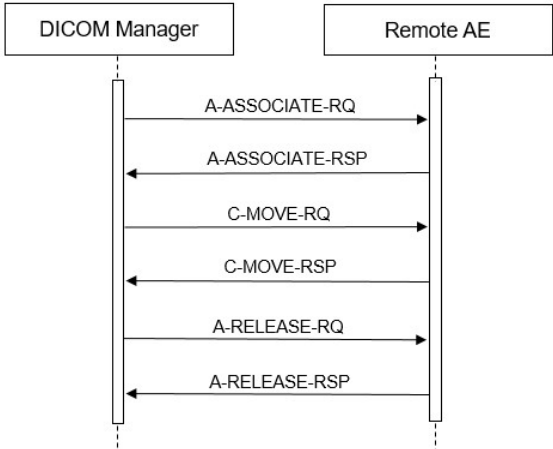 DICOM Manager
Remote AE
A-ASSOCIATE-RQ
A-ASSOCIATE-RSP
C-MOVE-RQ
C-MOVE-RSP
A-RELEASE-RQ
A-RELEASE-RSP